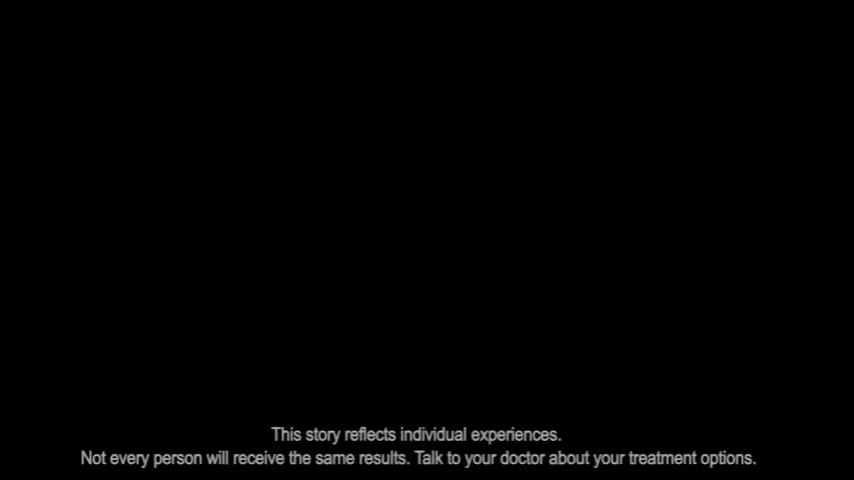 This story reflects individual experiences.
Not every person will receive the same results. Talk to your doctor about your treatment options.